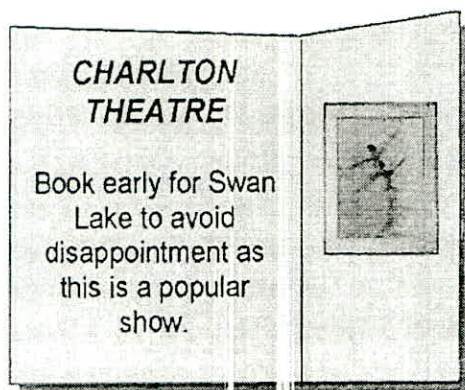 CHARLTON
THEATRE
Book early for Swan
Lake to avoid
disappointment as
this is a popular
show.